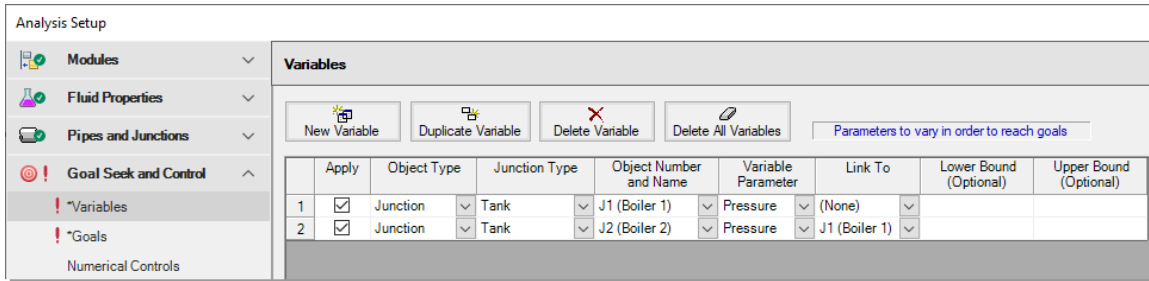 Analysis Setup
Modules
Fluid Properties
Pipes and Junctions
Goal Seek and Control
*Variables
*Goals
Numerical Controls
Variables
New Variable Duplicate Variable Delete Variable Delete All Variables Parameters to vary in order to reach goals
Apply Object Type Junction Type Object Number and Name Variable Parameter Link To Lower Bound (Optional) Upper Bound (Optional)
1 Junction Tank J1 (Boiler 1) Pressure (None)
2 Junction Tank J2 (Boiler 2) Pressure J1 (Boiler 1)